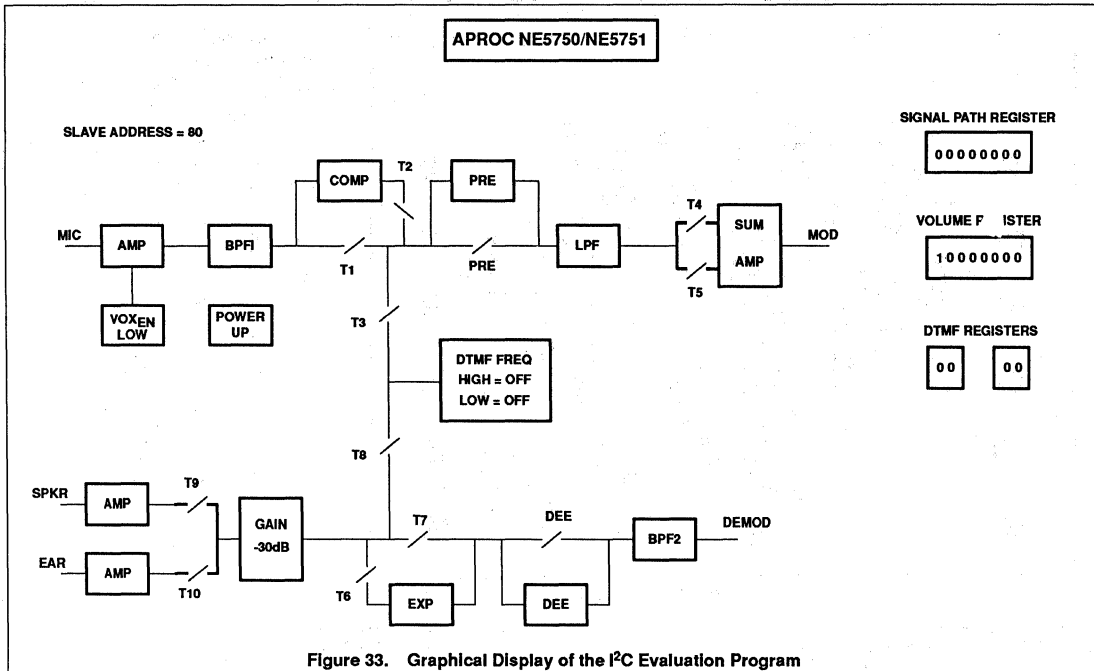 APROC NE5750/NE5751
SLAVE ADDRESS = 80
SIGNAL PATH REGISTER
00000000
VOLUME
10000000
DTMF REGISTERS
00 00
COMP
T2
PRE
T4
SUM
AMP
MIC
AMP
BPFI
T1
PRE
LPF
T5
MOD
VOXEN
LOW
POWER
UP
T3
DTMF FREQ
HIGH = OFF
LOW = OFF
T8
SPKR
AMP
T9
GAIN
-30dB
T7
DEE
BPF2
DEMOD
EAR
AMP
T10
T6
EXP
DEE
Figure 33. Graphical Display of the I²C Evaluation Program